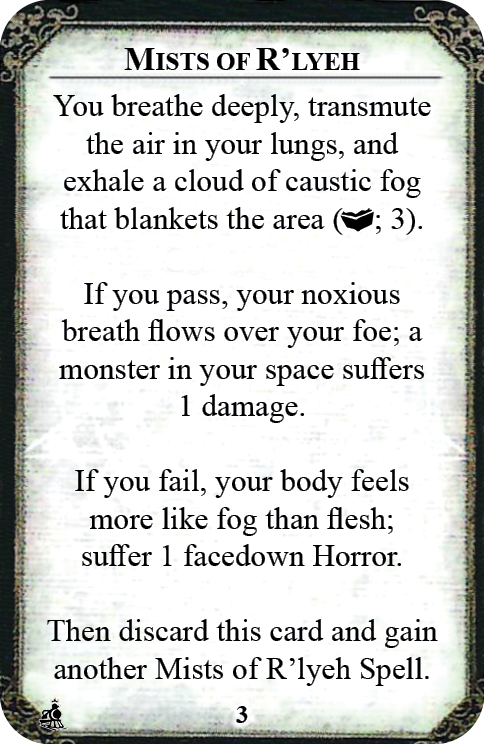 MISTS OF R’LYEH
You breathe deeply, transmute
the air in your lungs, and
exhale a cloud of caustic fog
that blankets the area ( ; 3).
If you pass, your noxious
breath flows over your foe; a
monster in your space suffers
1 damage.
If you fail, your body feels
more like fog than flesh;
suffer 1 facedown Horror.
Then discard this card and gain
another Mists of R’lyeh Spell.
3